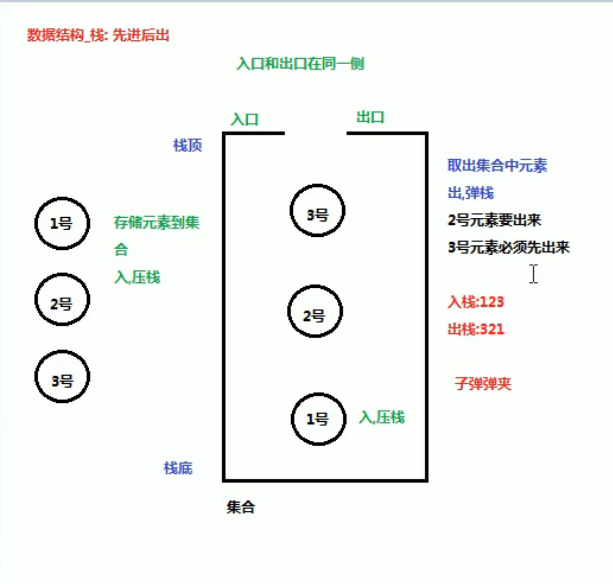 数据结构_栈: 先进后出
入口和出口在同一侧
入口
出口
栈顶
取出集合中元素
出,弹栈
2号元素要出来
3号元素必须先出来
1号
存储元素到集
合
入,压栈
3号
2号
2号
入栈:123
出栈:321
3号
子弹弹夹
1号
入,压栈
栈底
集合